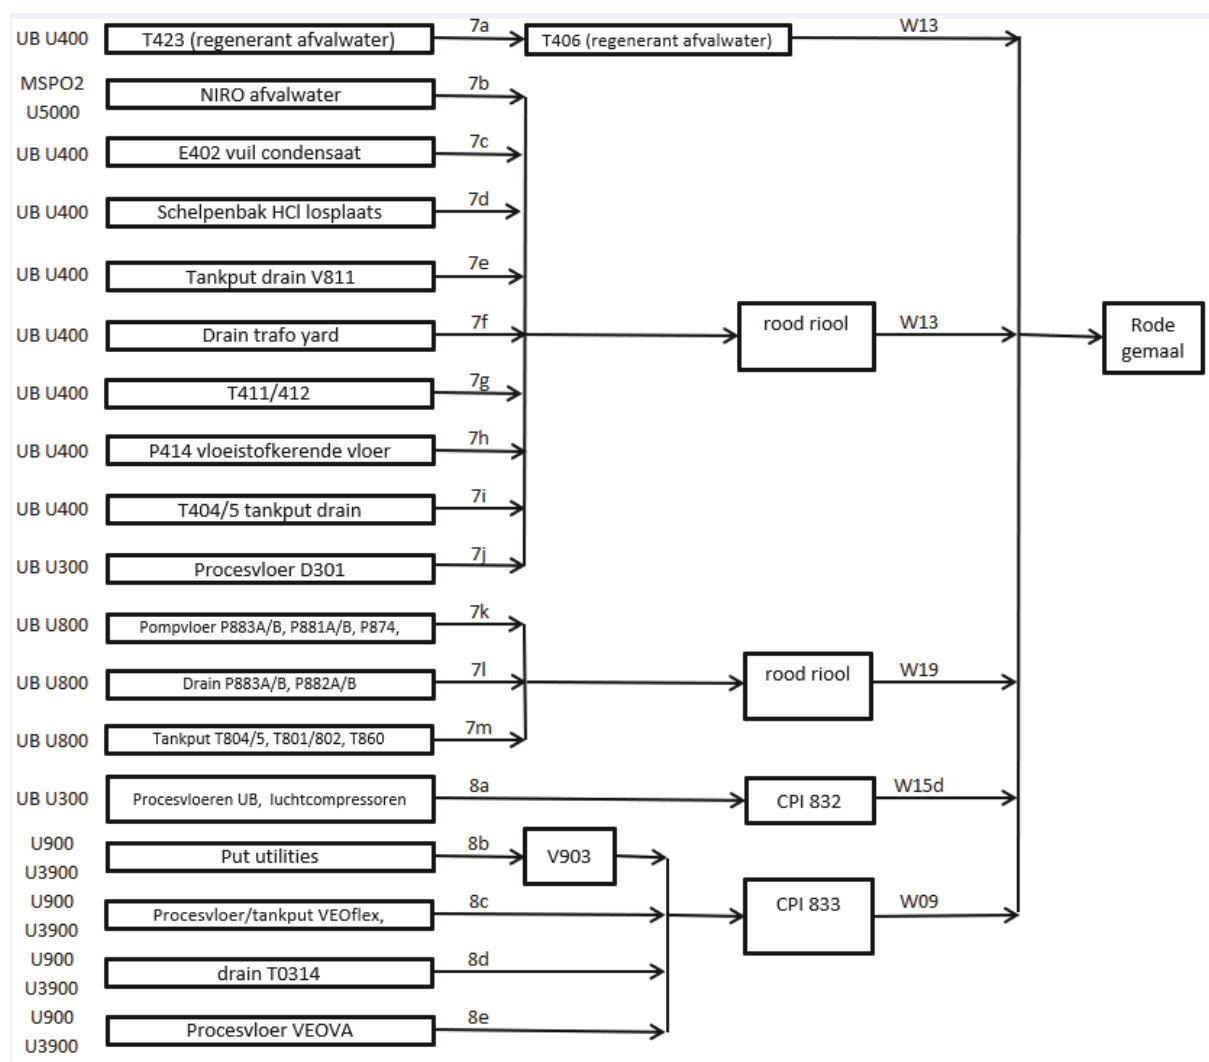 UB U400 T423 (regenerant afvalwater) 7a T406 (regenerant afvalwater) W13
MSPO2
U5000
NIRO afvalwater 7b
UB U400 E402 vuil condensaat 7c
UB U400 Schelpenbak HCl losplaats 7d
UB U400 Tankput drain V811 7e
UB U400 Drain trafo yard 7f rood riool W13
Rode
gemaal
UB U400 T411/412 7g
UB U400 P414 vloeistofkerende vloer 7h
UB U400 T404/5 tankput drain 7i
UB U300 Procesvloer D301 7j
UB U800 Pompvloer P883A/B, P881A/B, P874, 7k
UB U800 Drain P883A/B, P882A/B 7l rood riool W19
UB U800 Tankput T804/5, T801/802, T860 7m
UB U300 Procesvloeren UB, luchtcompressoren 8a CPI 832 W15d
U900
U3900
Put utilities 8b V903
U900
U3900
Procesvloer/tankput VEOflex, 8c CPI 833 W09
U900
U3900
drain T0314 8d
U900
U3900
Procesvloer VEOVA 8e